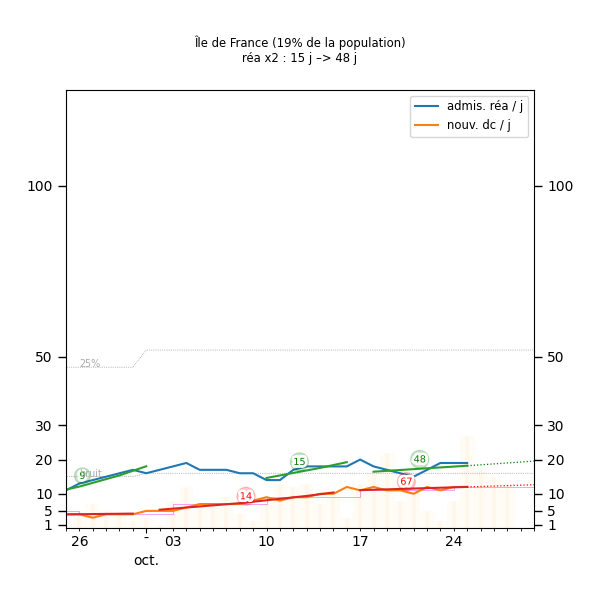 Île de France (19% de la population)
réa x2 : 15 j –> 48 j
admis. réa / j
nouv. dc / j
100 100
25%
50 50
30 30
20 20
15 48
9
10 10
14 67
5 5
1 1
26 - 03 10 17 24
oct.